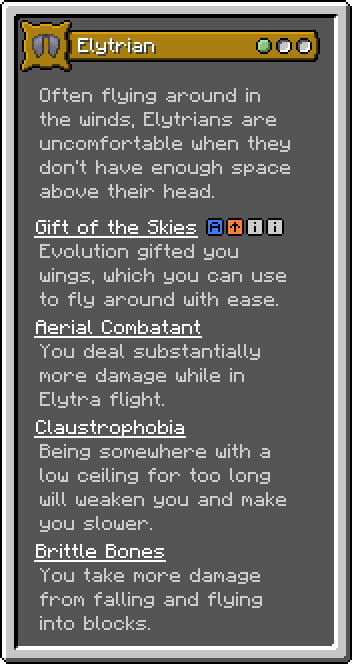 Elytrian
Often flying around in
the winds, Elytrians are
uncomfortable when they
don't have enough space
above their head.
Gift of the Skies A ↑ i i
Evolution gifted you
wings, which you can use
to fly around with ease.
Aerial Combatant
You deal substantially
more damage while in
Elytra flight.
Claustrophobia
Being somewhere with a
low ceiling for too long
will weaken you and make
you slower.
Brittle Bones
You take more damage
from falling and flying
into blocks.